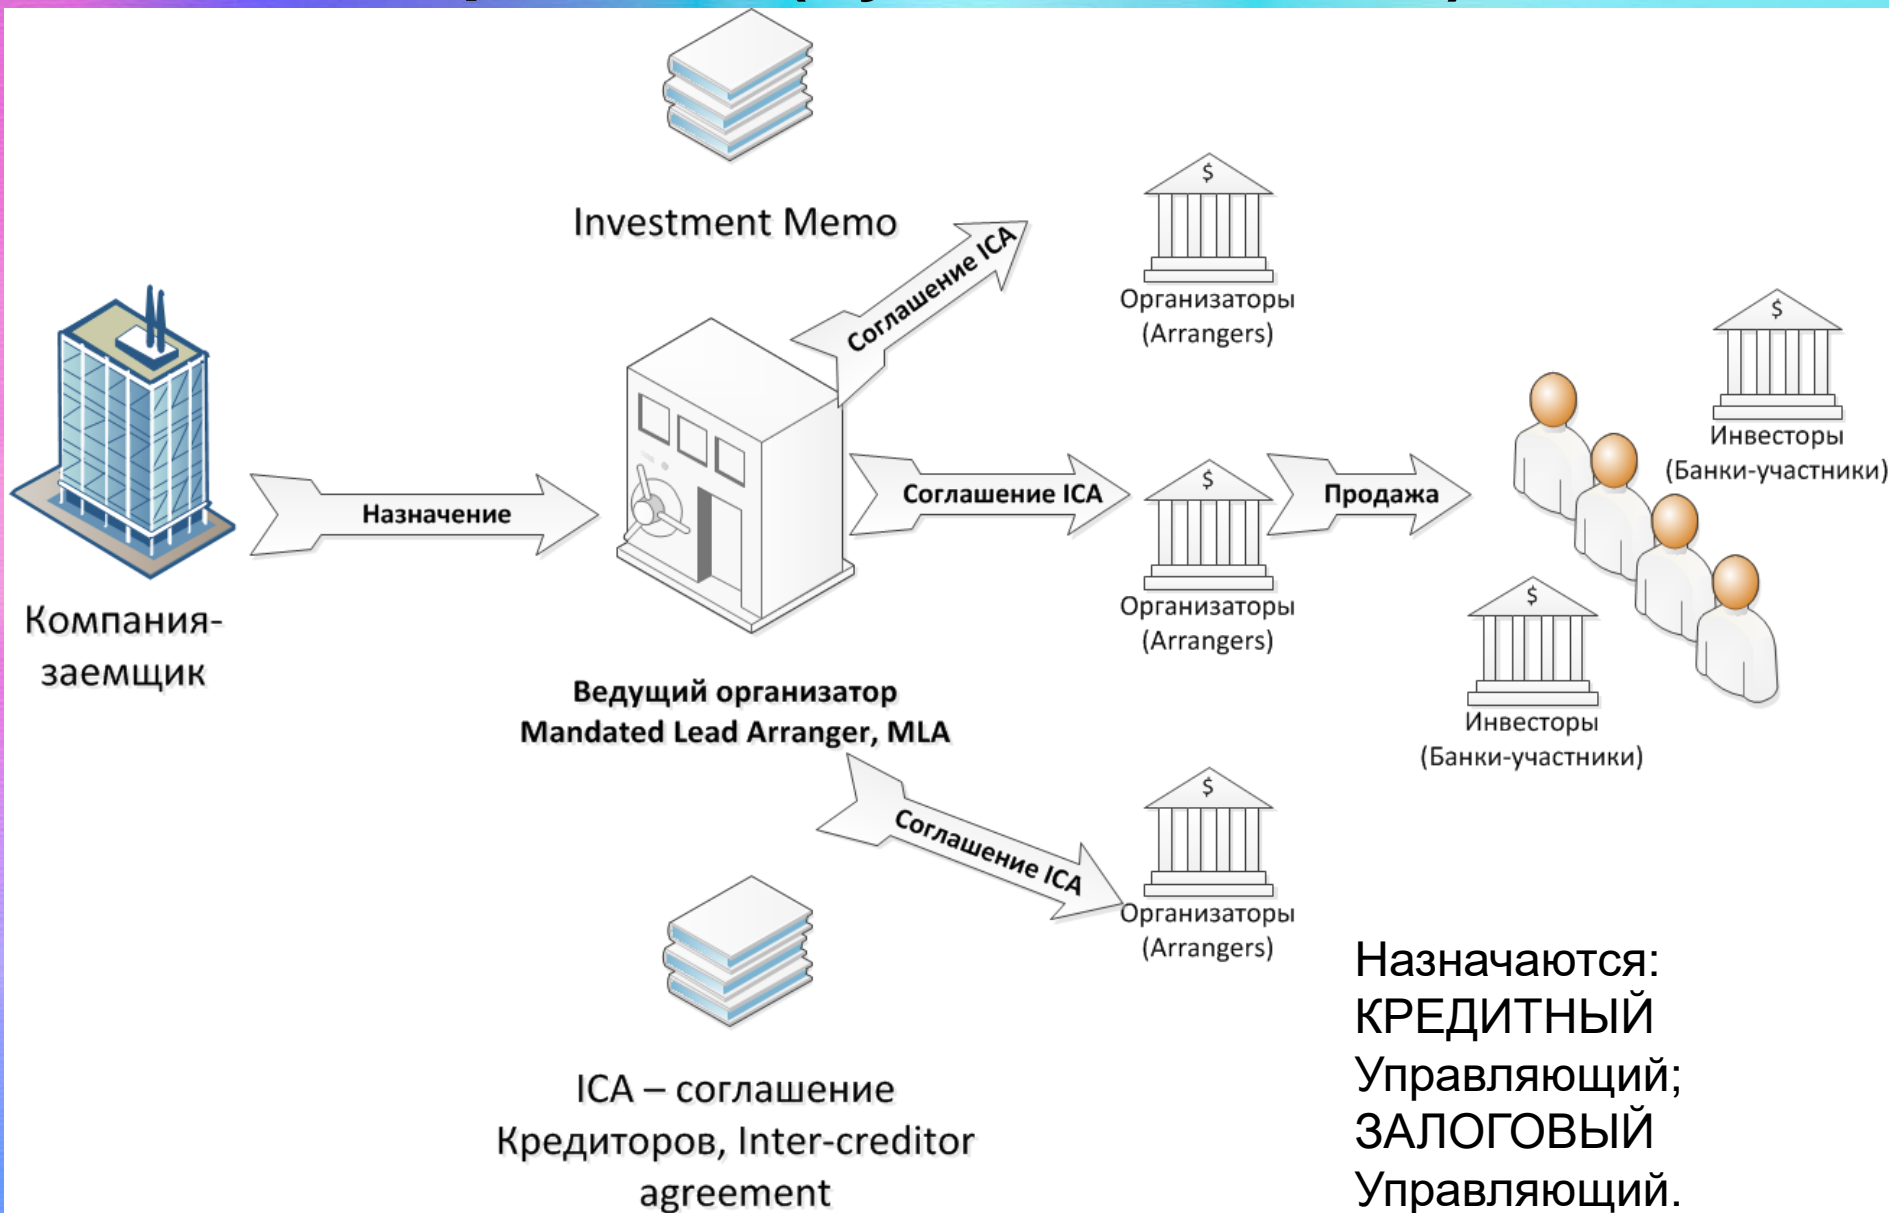 Investment Memo
Соглашение ICA
$
Организаторы
(Arrangers)
$
Инвесторы
(Банки-участники)
Назначение
Соглашение ICA
$
Организаторы
(Arrangers)
Продажа
Компания-
заемщик
Ведущий организатор
Mandated Lead Arranger, MLA
$
Инвесторы
(Банки-участники)
Соглашение ICA
$
Организаторы
(Arrangers)
ICA – соглашение
Кредиторов, Inter-creditor
agreement
Назначаются:
КРЕДИТНЫЙ
Управляющий;
ЗАЛОГОВЫЙ
Управляющий.